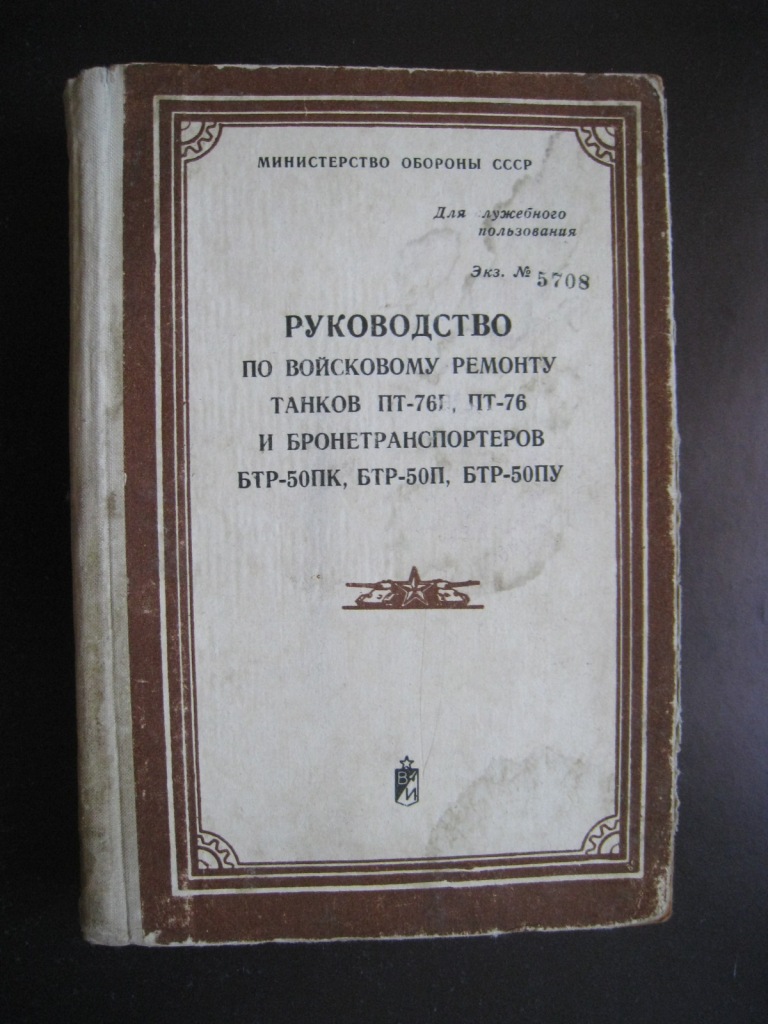 МИНИСТЕРСТВО ОБОРОНЫ СССР
Для служебного
пользования
Экз. № 5708
РУКОВОДСТВО
ПО ВОЙСКОВОМУ РЕМОНТУ
ТАНКОВ ПТ-76Б, ПТ-76
И БРОНЕТРАНСПОРТЕРОВ
БТР-50ПК, БТР-50П, БТР-50ПУ
ВИ